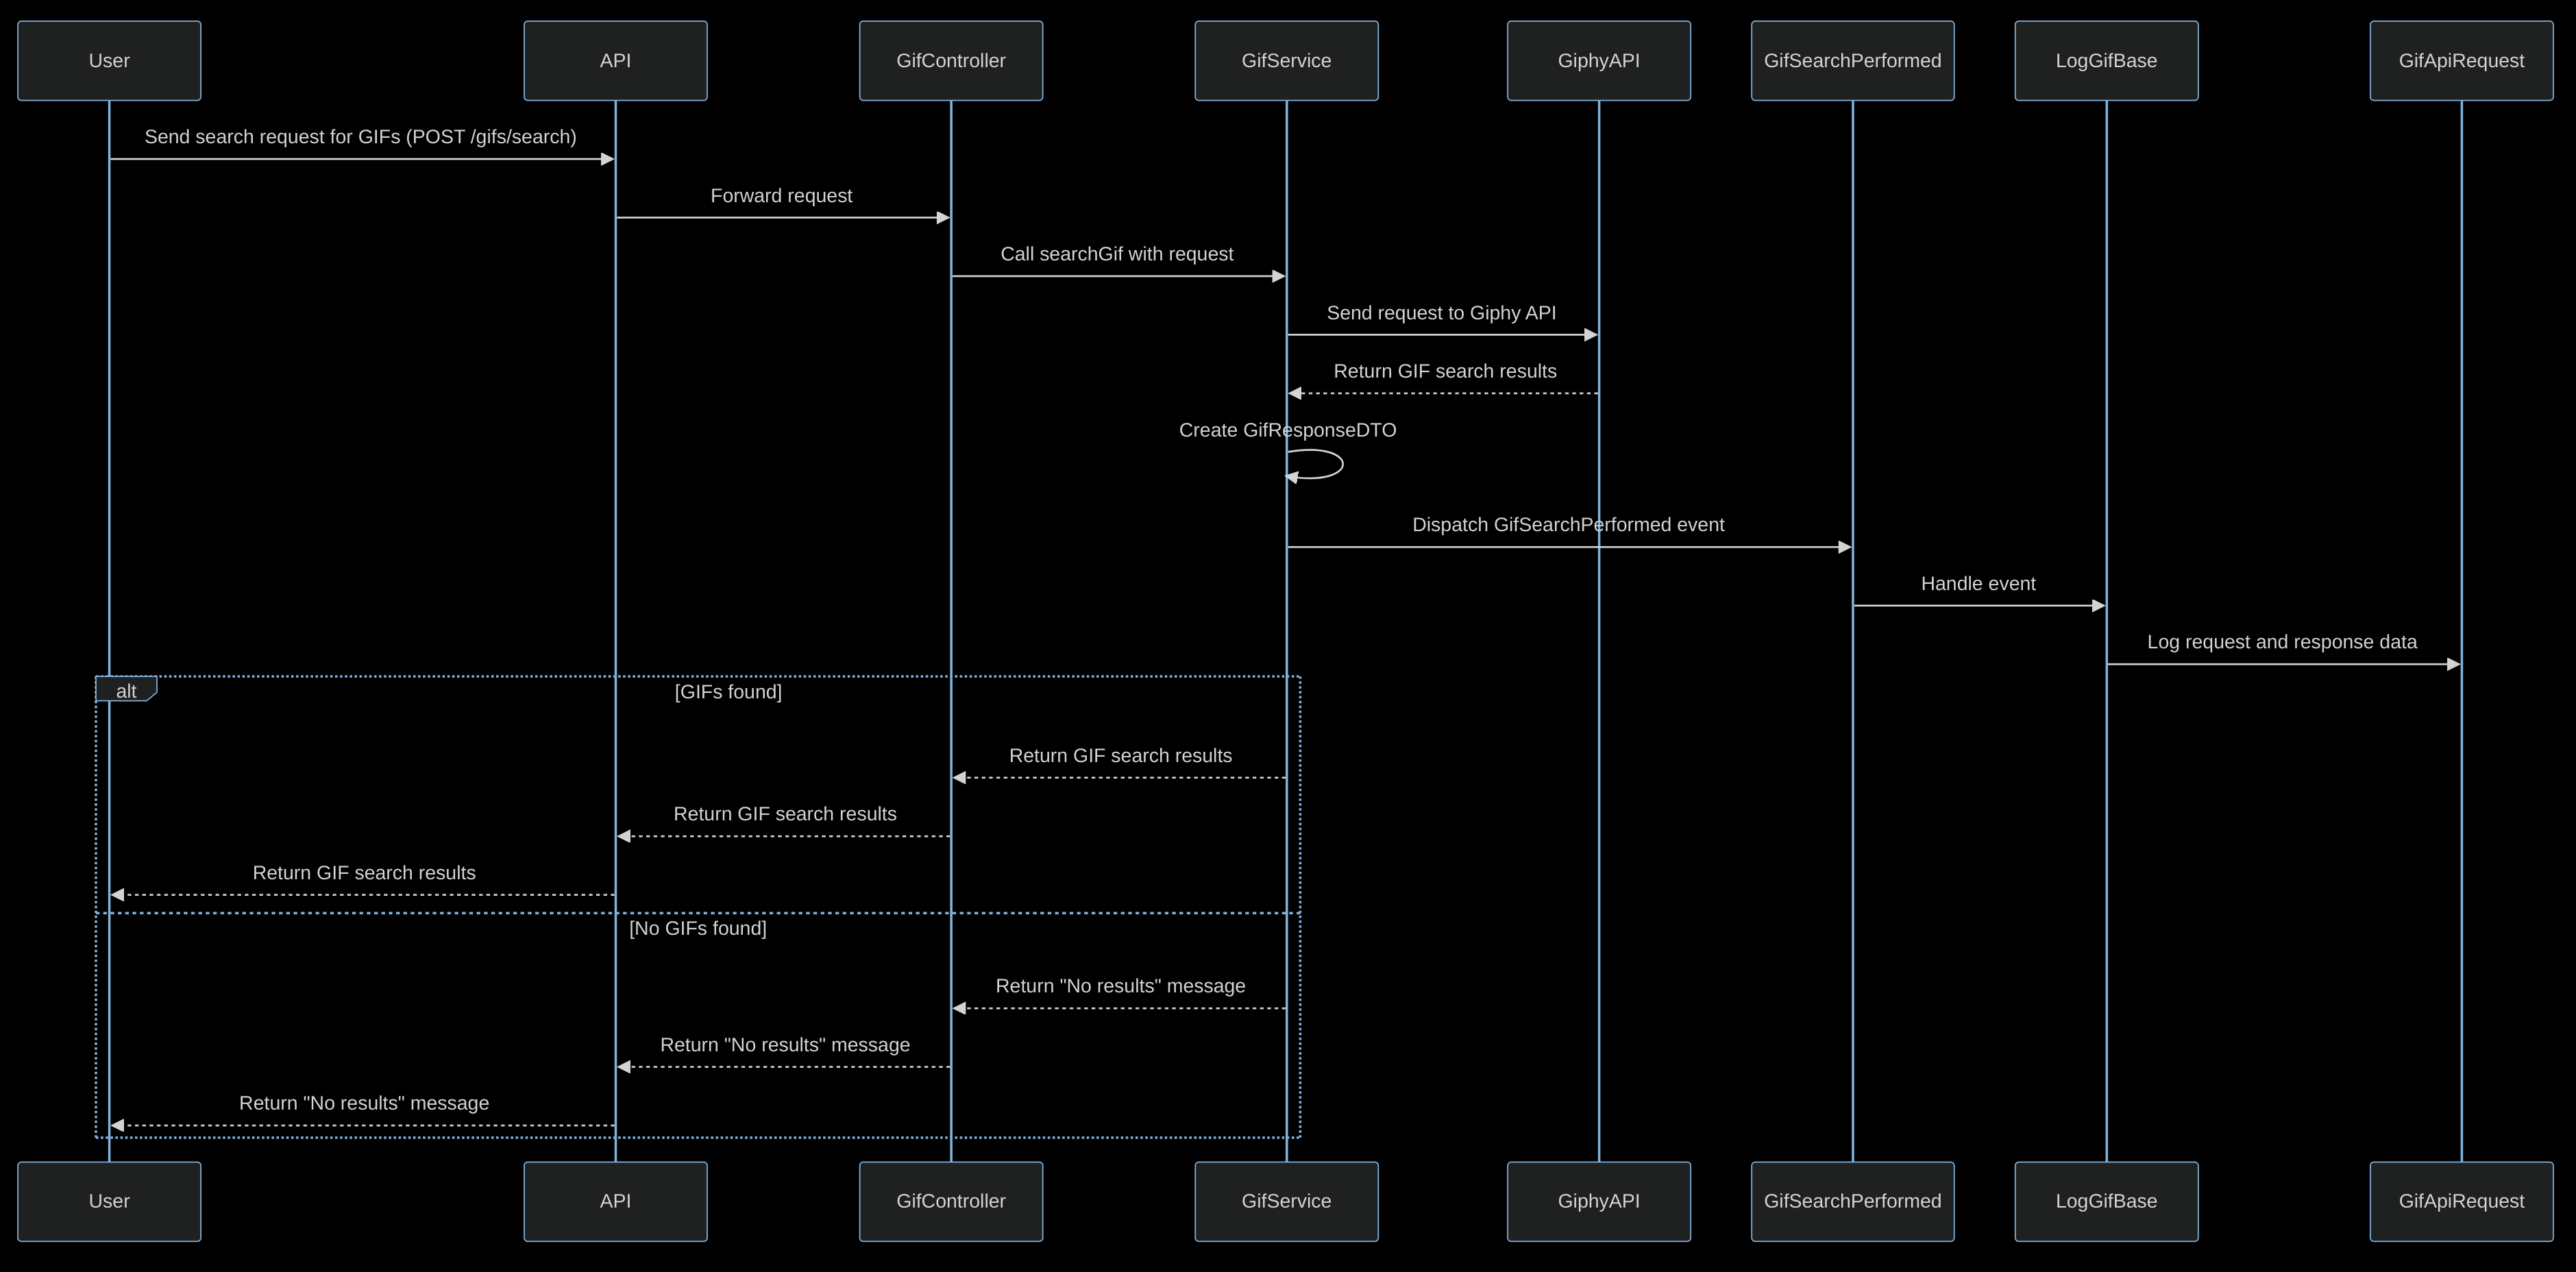 User
API
GifController
GifService
GiphyAPI
GifSearchPerformed
LogGifBase
GifApiRequest
Send search request for GIFs (POST /gifs/search)
Forward request
Call searchGif with request
Send request to Giphy API
Return GIF search results
Create GifResponseDTO
Dispatch GifSearchPerformed event
Handle event
Log request and response data
alt
[GIFs found]
Return GIF search results
Return GIF search results
Return GIF search results
[No GIFs found]
Return "No results" message
Return "No results" message
Return "No results" message
User
API
GifController
GifService
GiphyAPI
GifSearchPerformed
LogGifBase
GifApiRequest